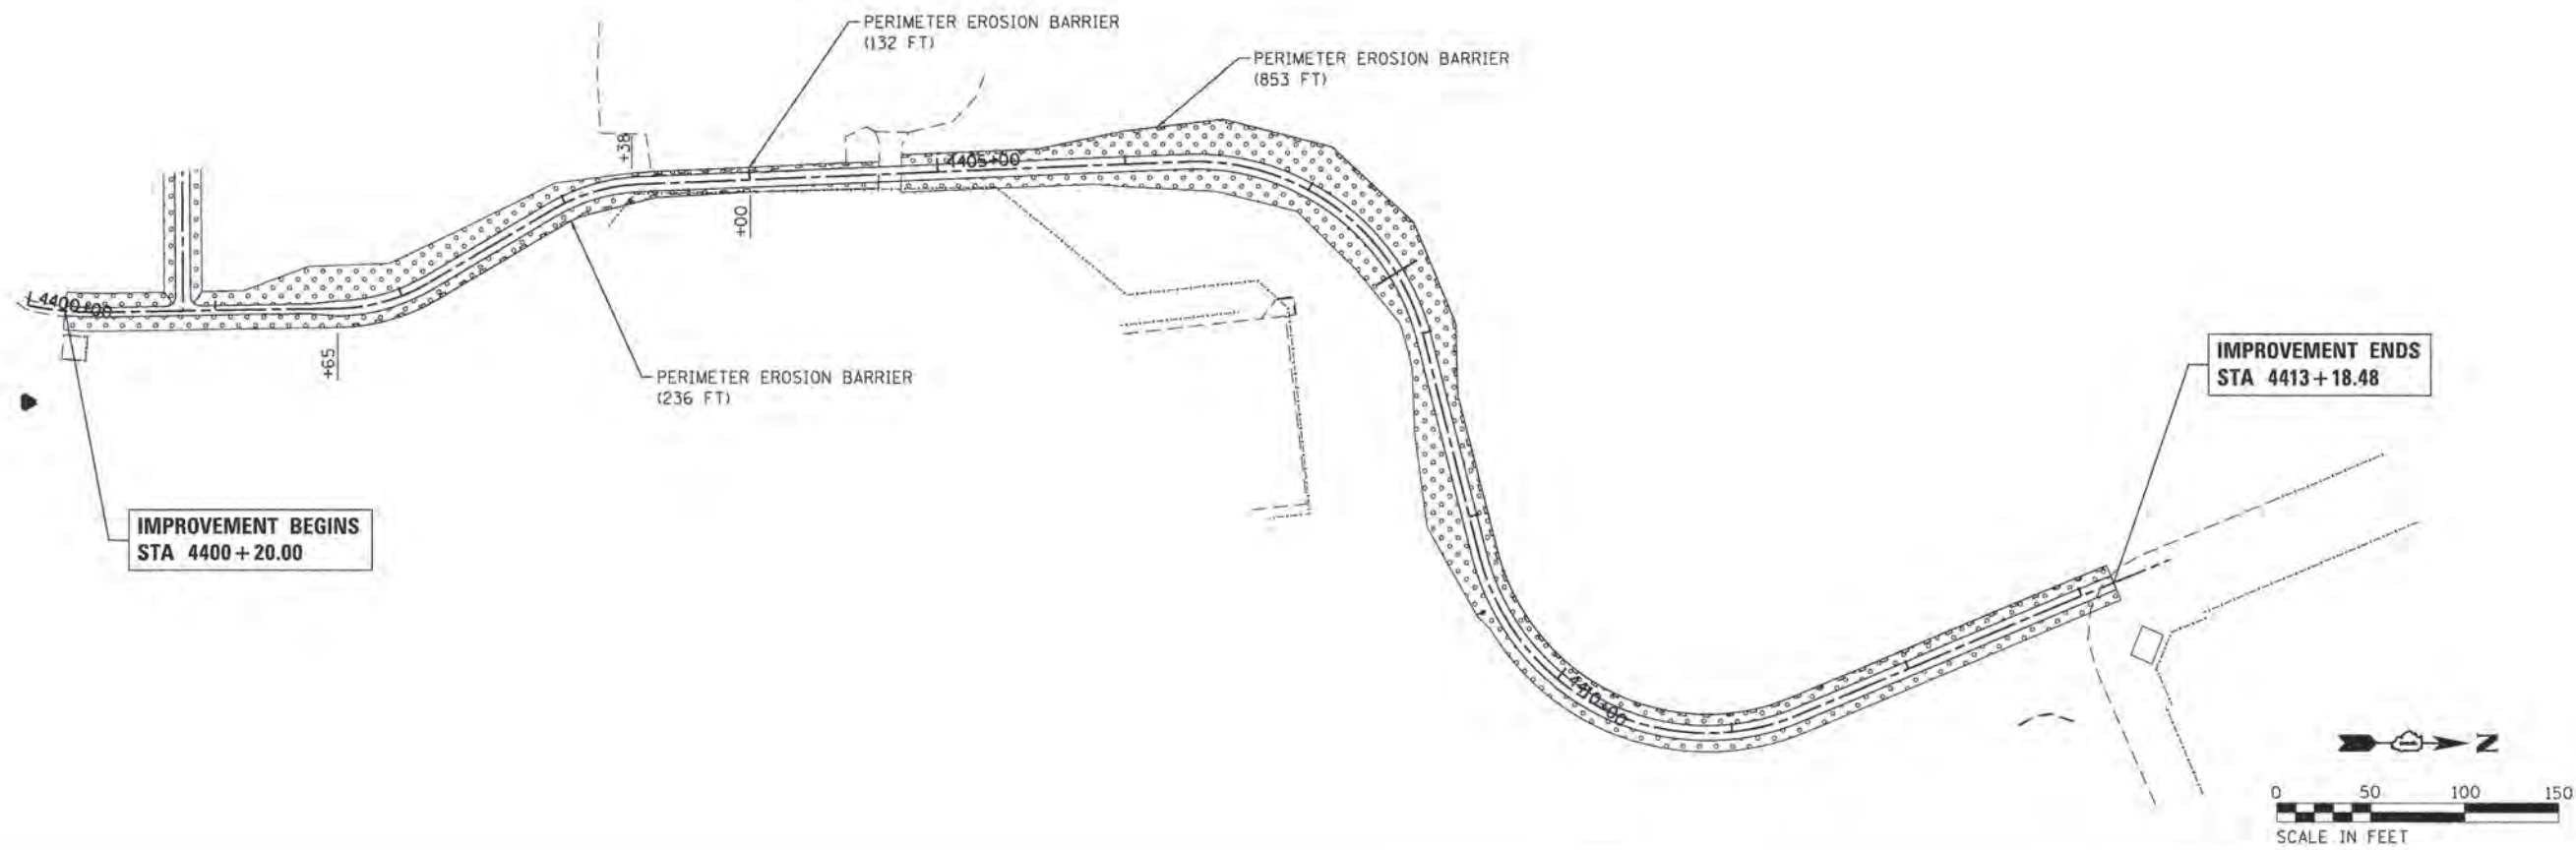 PERIMETER EROSION BARRIER
(132 FT)
PERIMETER EROSION BARRIER
(853 FT)
+38
4405+00
+00
4400+00
+65
PERIMETER EROSION BARRIER
(236 FT)
IMPROVEMENT ENDS
STA 4413+18.48
IMPROVEMENT BEGINS
STA 4400+20.00
4410+00
N
0 50 100 150
SCALE IN FEET